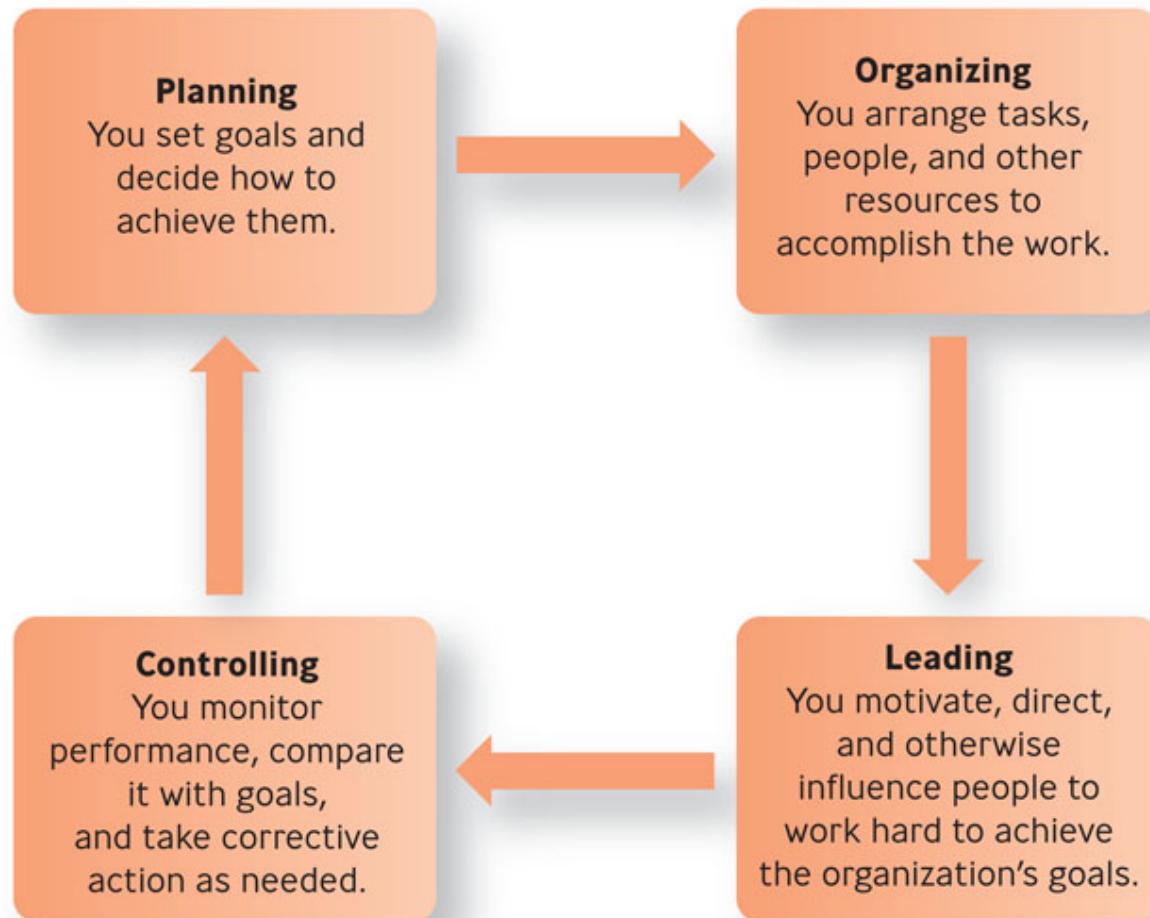 Planning
You set goals and
decide how to
achieve them.
Organizing
You arrange tasks,
people, and other
resources to
accomplish the work.
Controlling
You monitor
performance, compare
it with goals,
and take corrective
action as needed.
Leading
You motivate, direct,
and otherwise
influence people to
work hard to achieve
the organization’s goals.